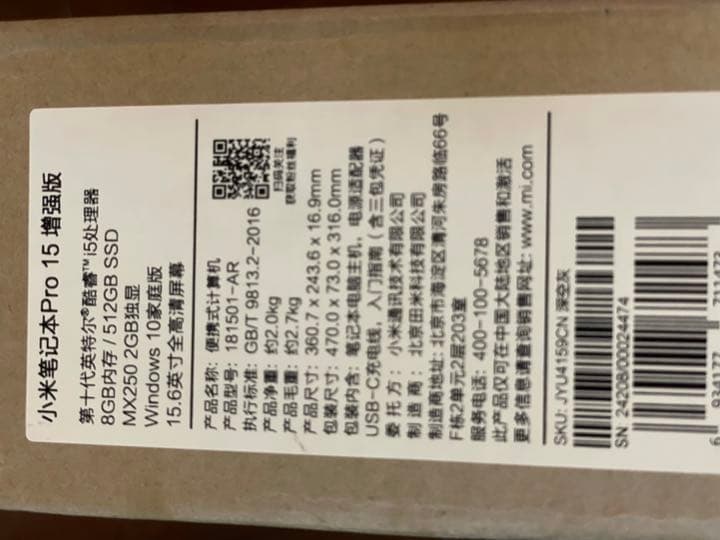 小米笔记本Pro 15 增强版
第十代英特尔®酷睿™ i5处理器
8GB内存 / 512GB SSD
MX250 2GB独显
Windows 10家庭版
15.6英寸全高清屏幕
扫码关注
获取粉丝福利
产品名称: 便携式计算机
产品型号: 181501-AR
执行标准: GB/T 9813.2-2016
产品净重: 约2.0kg
产品毛重: 约2.7kg
产品尺寸: 360.7 x 243.6 x 16.9mm
包装尺寸: 470.0 x 73.0 x 316.0mm
包装内含: 笔记本电脑主机, 电源适配器
USB-C充电线, 入门指南 (含三包凭证)
委 托 方: 小米通讯技术有限公司
制 造 商: 北京田米科技有限公司
制造商地址: 北京市海淀区清河朱房路临66号
F栋2单元2层203室
服务电话: 400-100-5678
此产品仅可在中国大陆地区销售和激活
更多信息请查询销售网址: www.mi.com
SKU: JYU4159CN 深空灰
SN 24208/00024474